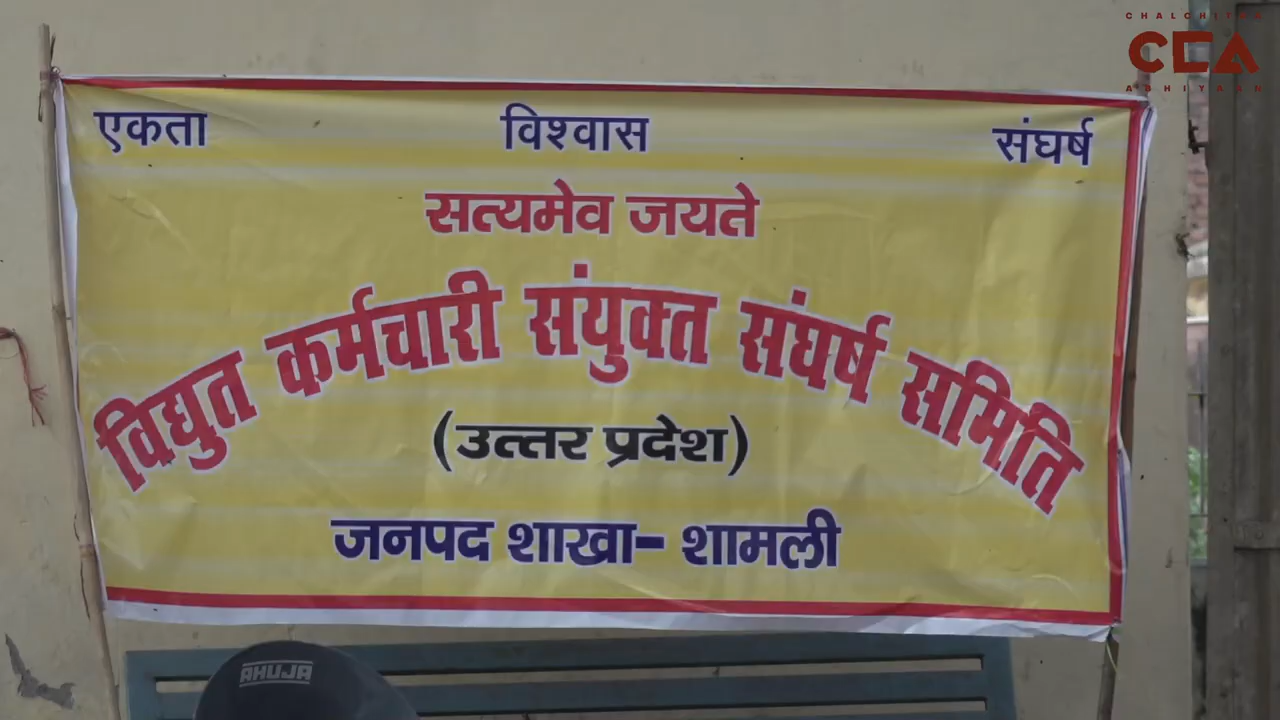 CHALCHITRA
CCA
ABHIYAAN
एकता विश्वास संघर्ष
सत्यमेव जयते
विद्युत कर्मचारी संयुक्त संघर्ष समिति
(उत्तर प्रदेश)
जनपद शाखा- शामली
AHUJA